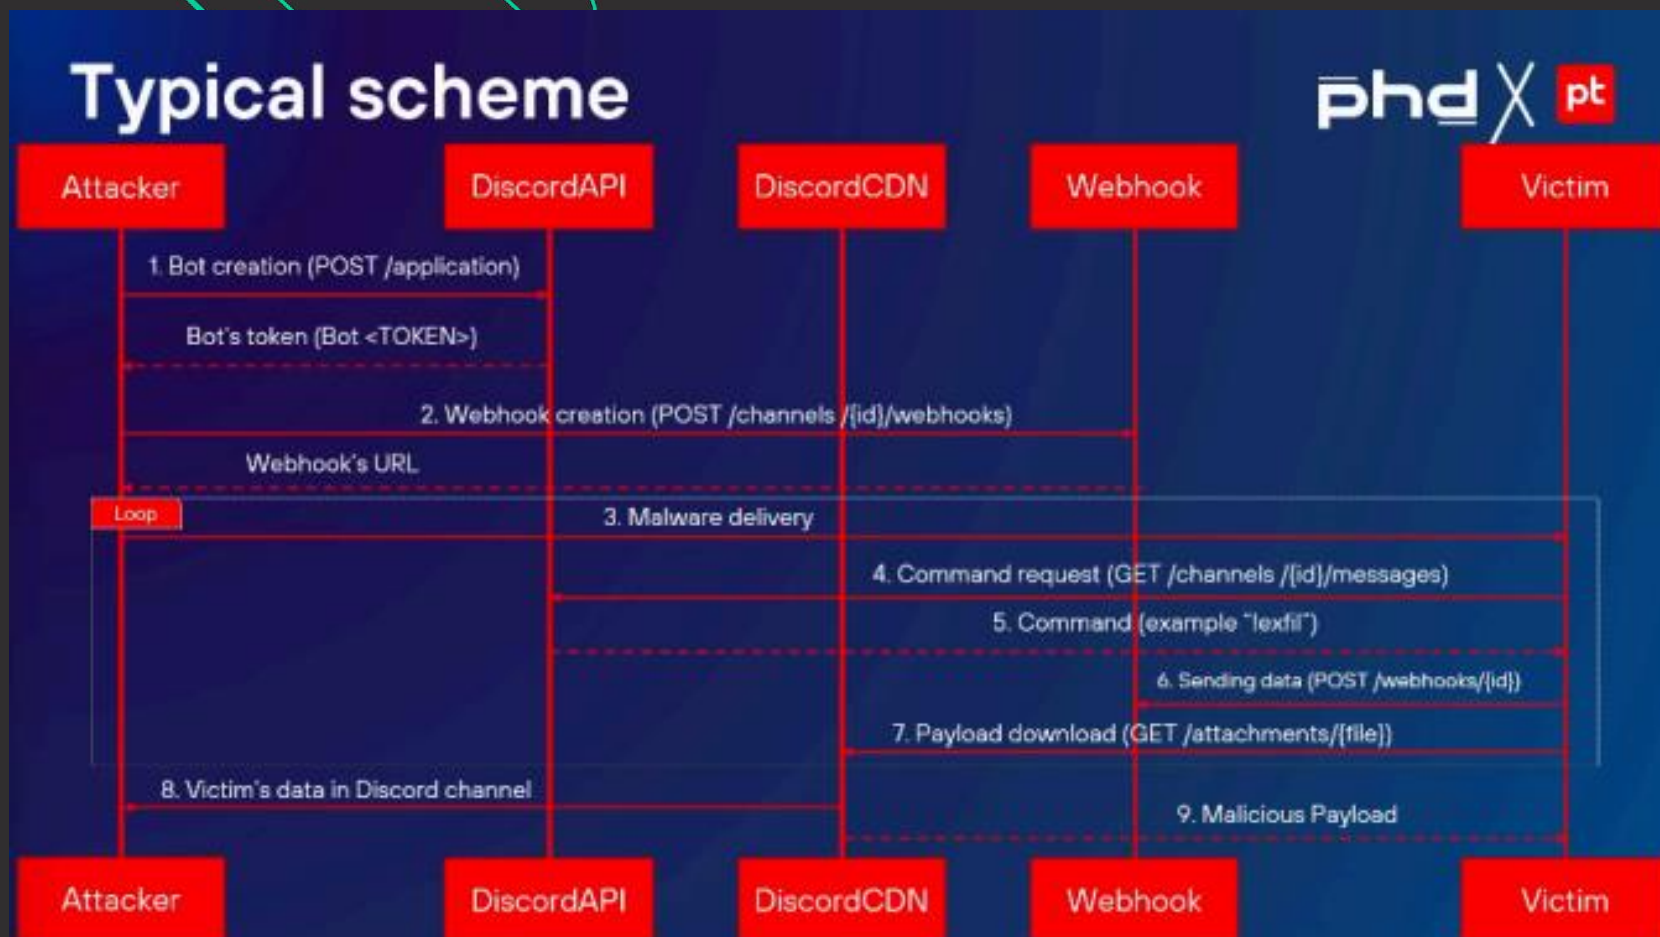 Typical scheme
phd
pt
Attacker
DiscordAPI
DiscordCDN
Webhook
Victim
1. Bot creation (POST /application)
Bot's token (Bot <TOKEN>)
2. Webhook creation (POST /channels /{id}/webhooks)
Webhook's URL
Loop
3. Malware delivery
4. Command request (GET /channels /{id}/messages)
5. Command (example "lexfil")
6. Sending data (POST /webhooks/{id})
7. Payload download (GET /attachments/{file})
8. Victim's data in Discord channel
9. Malicious Payload
Attacker
DiscordAPI
DiscordCDN
Webhook
Victim